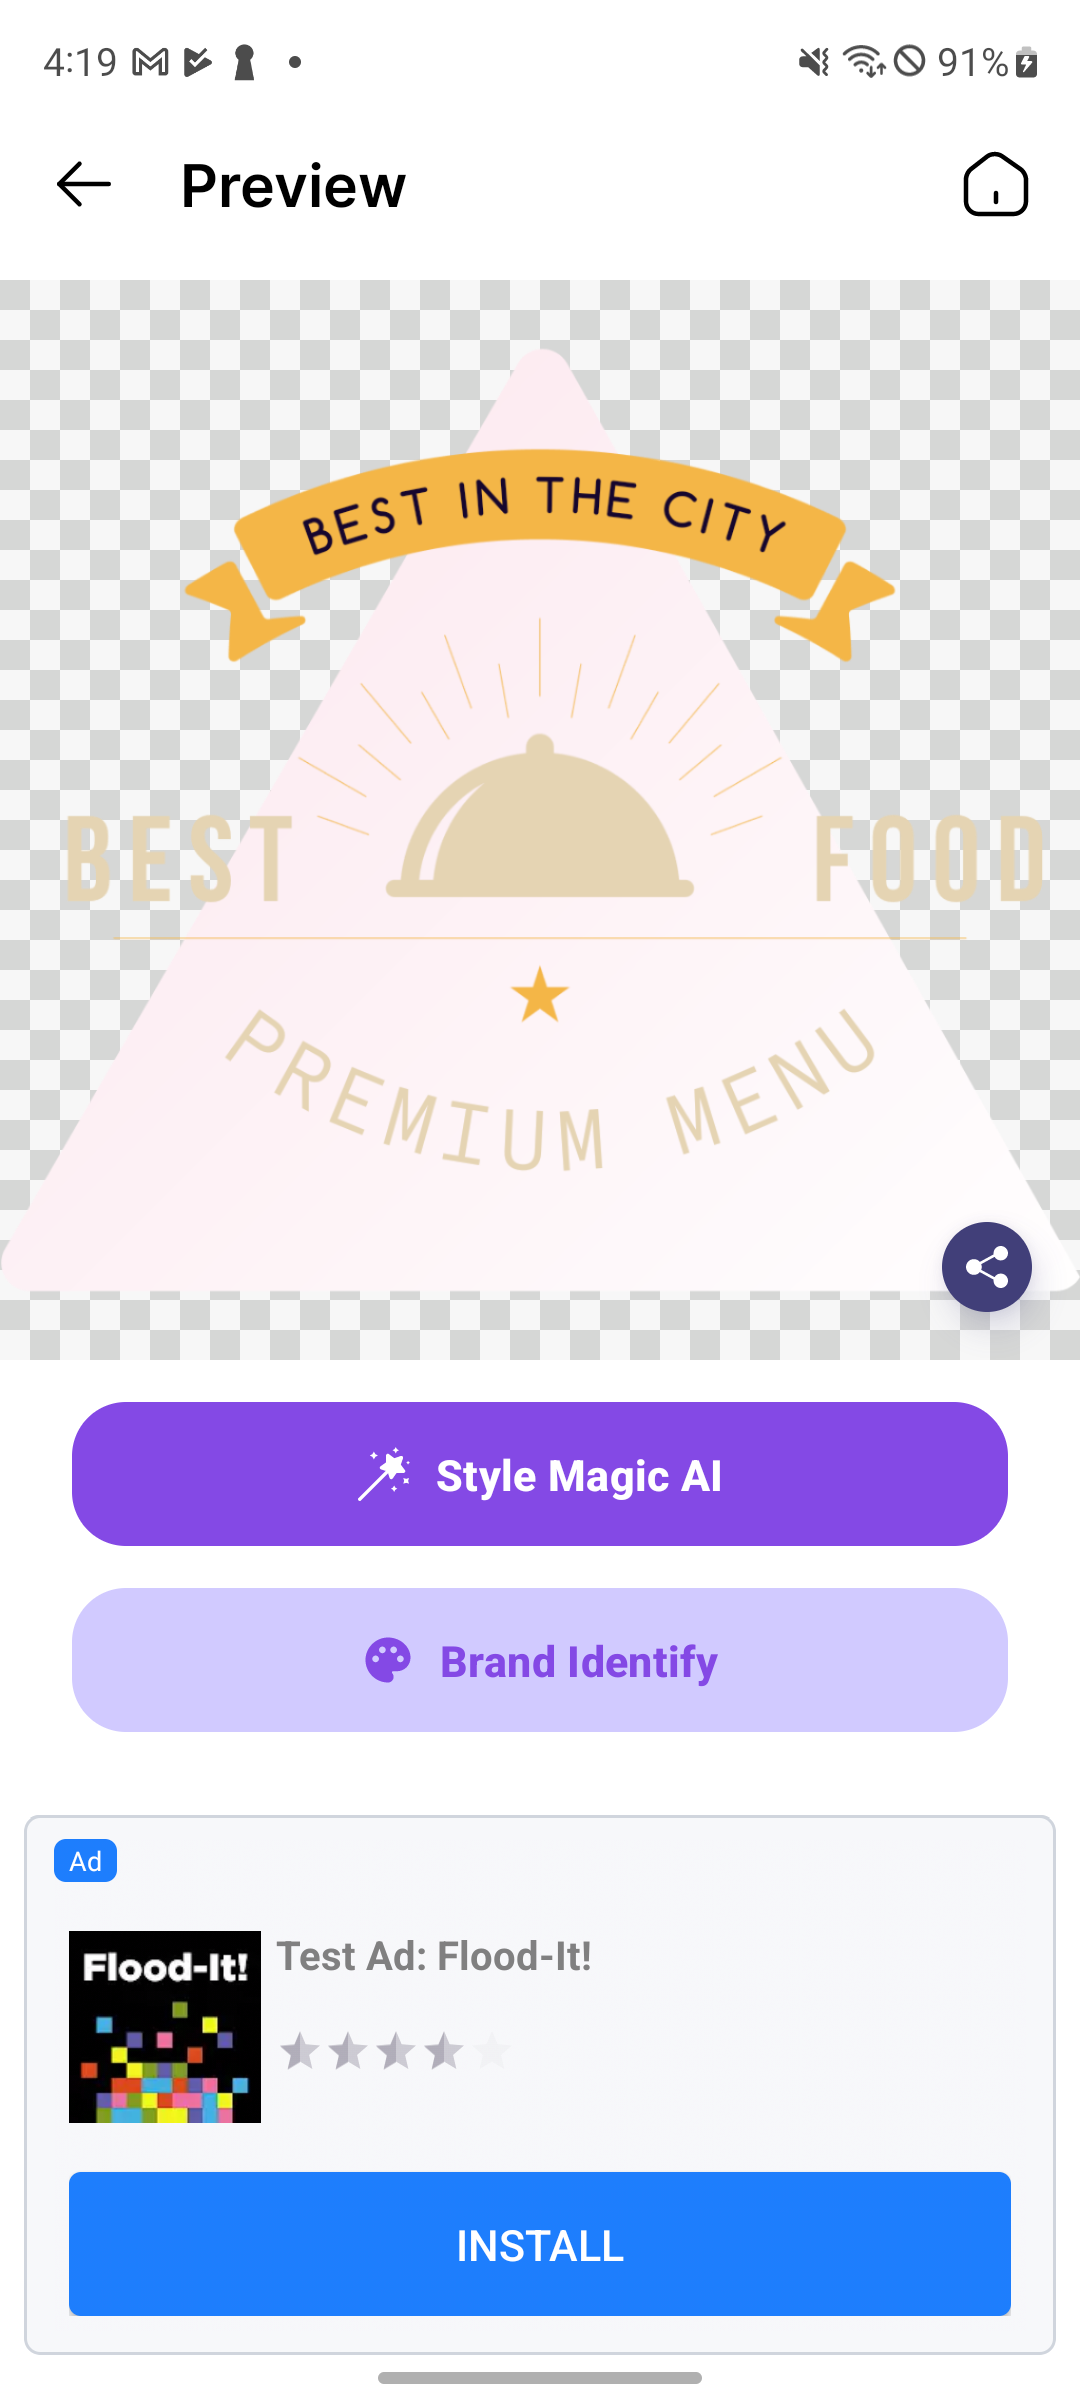 4:19
91%
Preview
BEST IN THE CITY
BEST FOOD
PREMIUM MENU
Style Magic AI
Brand Identify
Ad
Flood-It!
Test Ad: Flood-It!
INSTALL